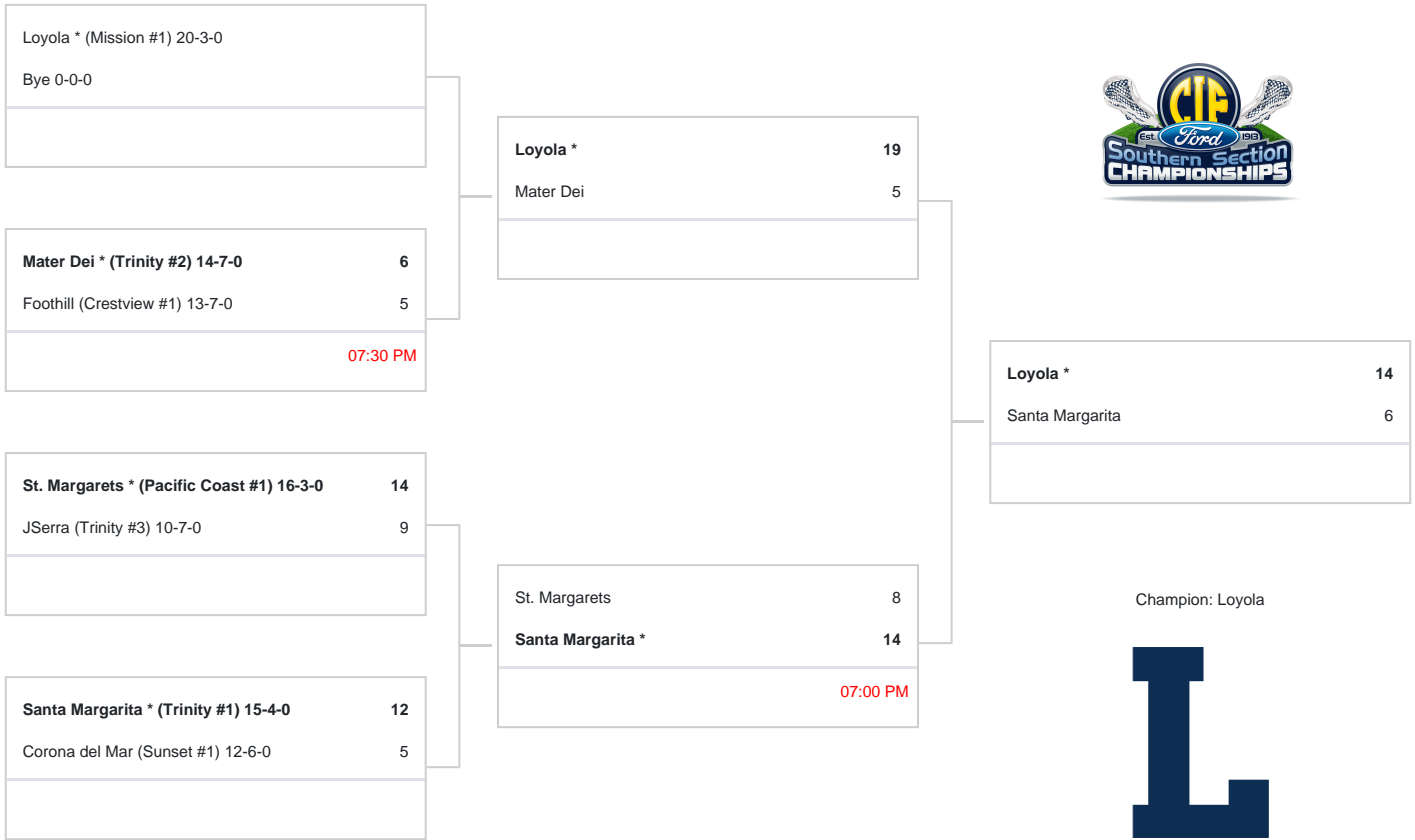 Loyola * (Mission #1) 20-3-0
Bye 0-0-0
Mater Dei * (Trinity #2) 14-7-0 6
Foothill (Crestview #1) 13-7-0 5
07:30 PM
St. Margarets * (Pacific Coast #1) 16-3-0 14
JSerra (Trinity #3) 10-7-0 9
Santa Margarita * (Trinity #1) 15-4-0 12
Corona del Mar (Sunset #1) 12-6-0 5
Loyola * 19
Mater Dei 5
St. Margarets 8
Santa Margarita * 14
07:00 PM
CIF
Est. Ford 1913
Southern Section
CHAMPIONSHIPS
Loyola * 14
Santa Margarita 6
Champion: Loyola
L